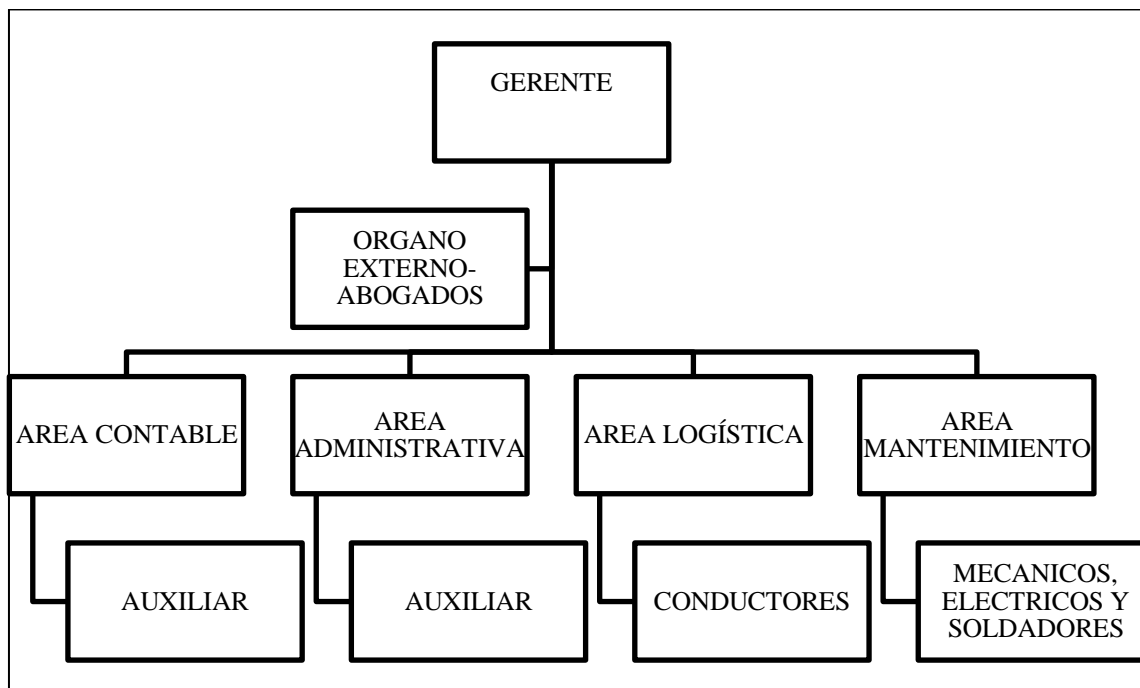 GERENTE
ORGANO
EXTERNO-
ABOGADOS
AREA CONTABLE
AREA
ADMINISTRATIVA
AREA LOGÍSTICA
AREA
MANTENIMIENTO
AUXILIAR
AUXILIAR
CONDUCTORES
MECANICOS,
ELECTRICOS Y
SOLDADORES